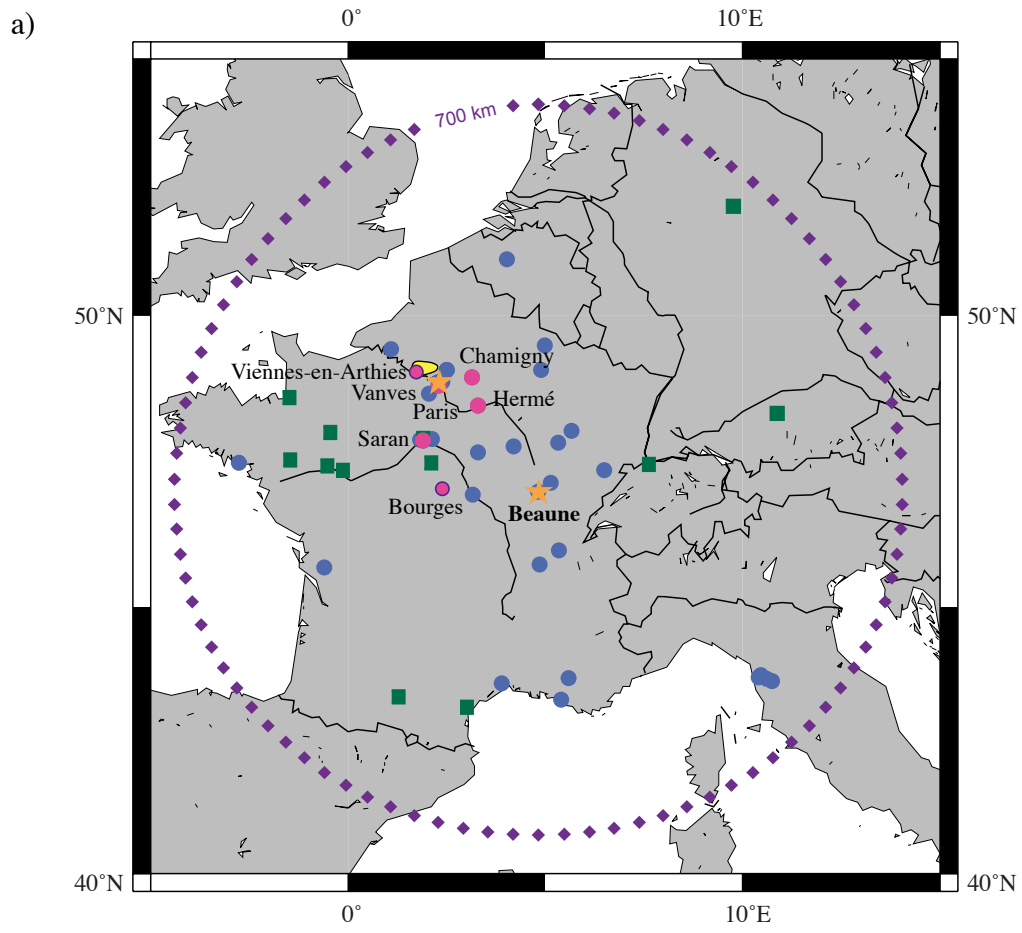 a)
0˚
10˚E
700 km
50˚N
50˚N
Chamigny
Viennes-en-Arthies
Vanves
Hermé
Paris
Saran
Bourges
Beaune
40˚N
40˚N
0˚
10˚E